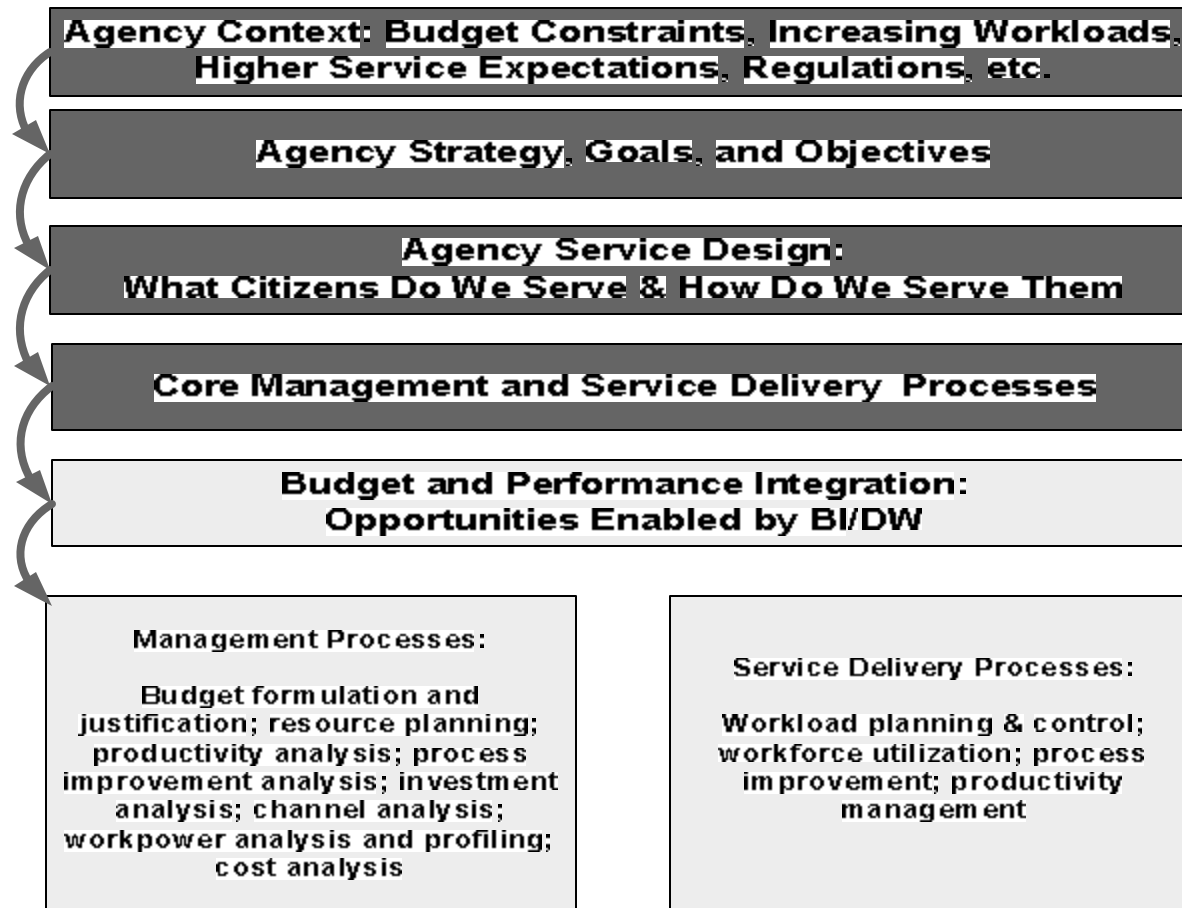 Agency Context: Budget Constraints, Increasing Workloads,
Higher Service Expectations, Regulations, etc.
Agency Strategy, Goals, and Objectives
Agency Service Design:
What Citizens Do We Serve & How Do We Serve Them
Core Management and Service Delivery Processes
Budget and Performance Integration:
Opportunities Enabled by BI/DW
Management Processes:
Budget formulation and
justification; resource planning;
productivity analysis; process
improvement analysis; investment
analysis; channel analysis;
workpower analysis and profiling;
cost analysis
Service Delivery Processes:
Workload planning & control;
workforce utilization; process
improvement; productivity
management